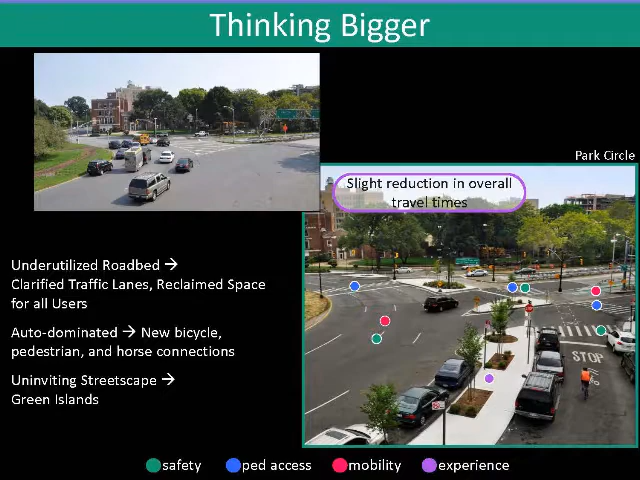 Thinking Bigger
Park Circle
Slight reduction in overall
travel times
Underutilized Roadbed →
Clarified Traffic Lanes, Reclaimed Space
for all Users
Auto-dominated → New bicycle,
pedestrian, and horse connections
Uninviting Streetscape →
Green Islands
STOP
safety
ped access
mobility
experience